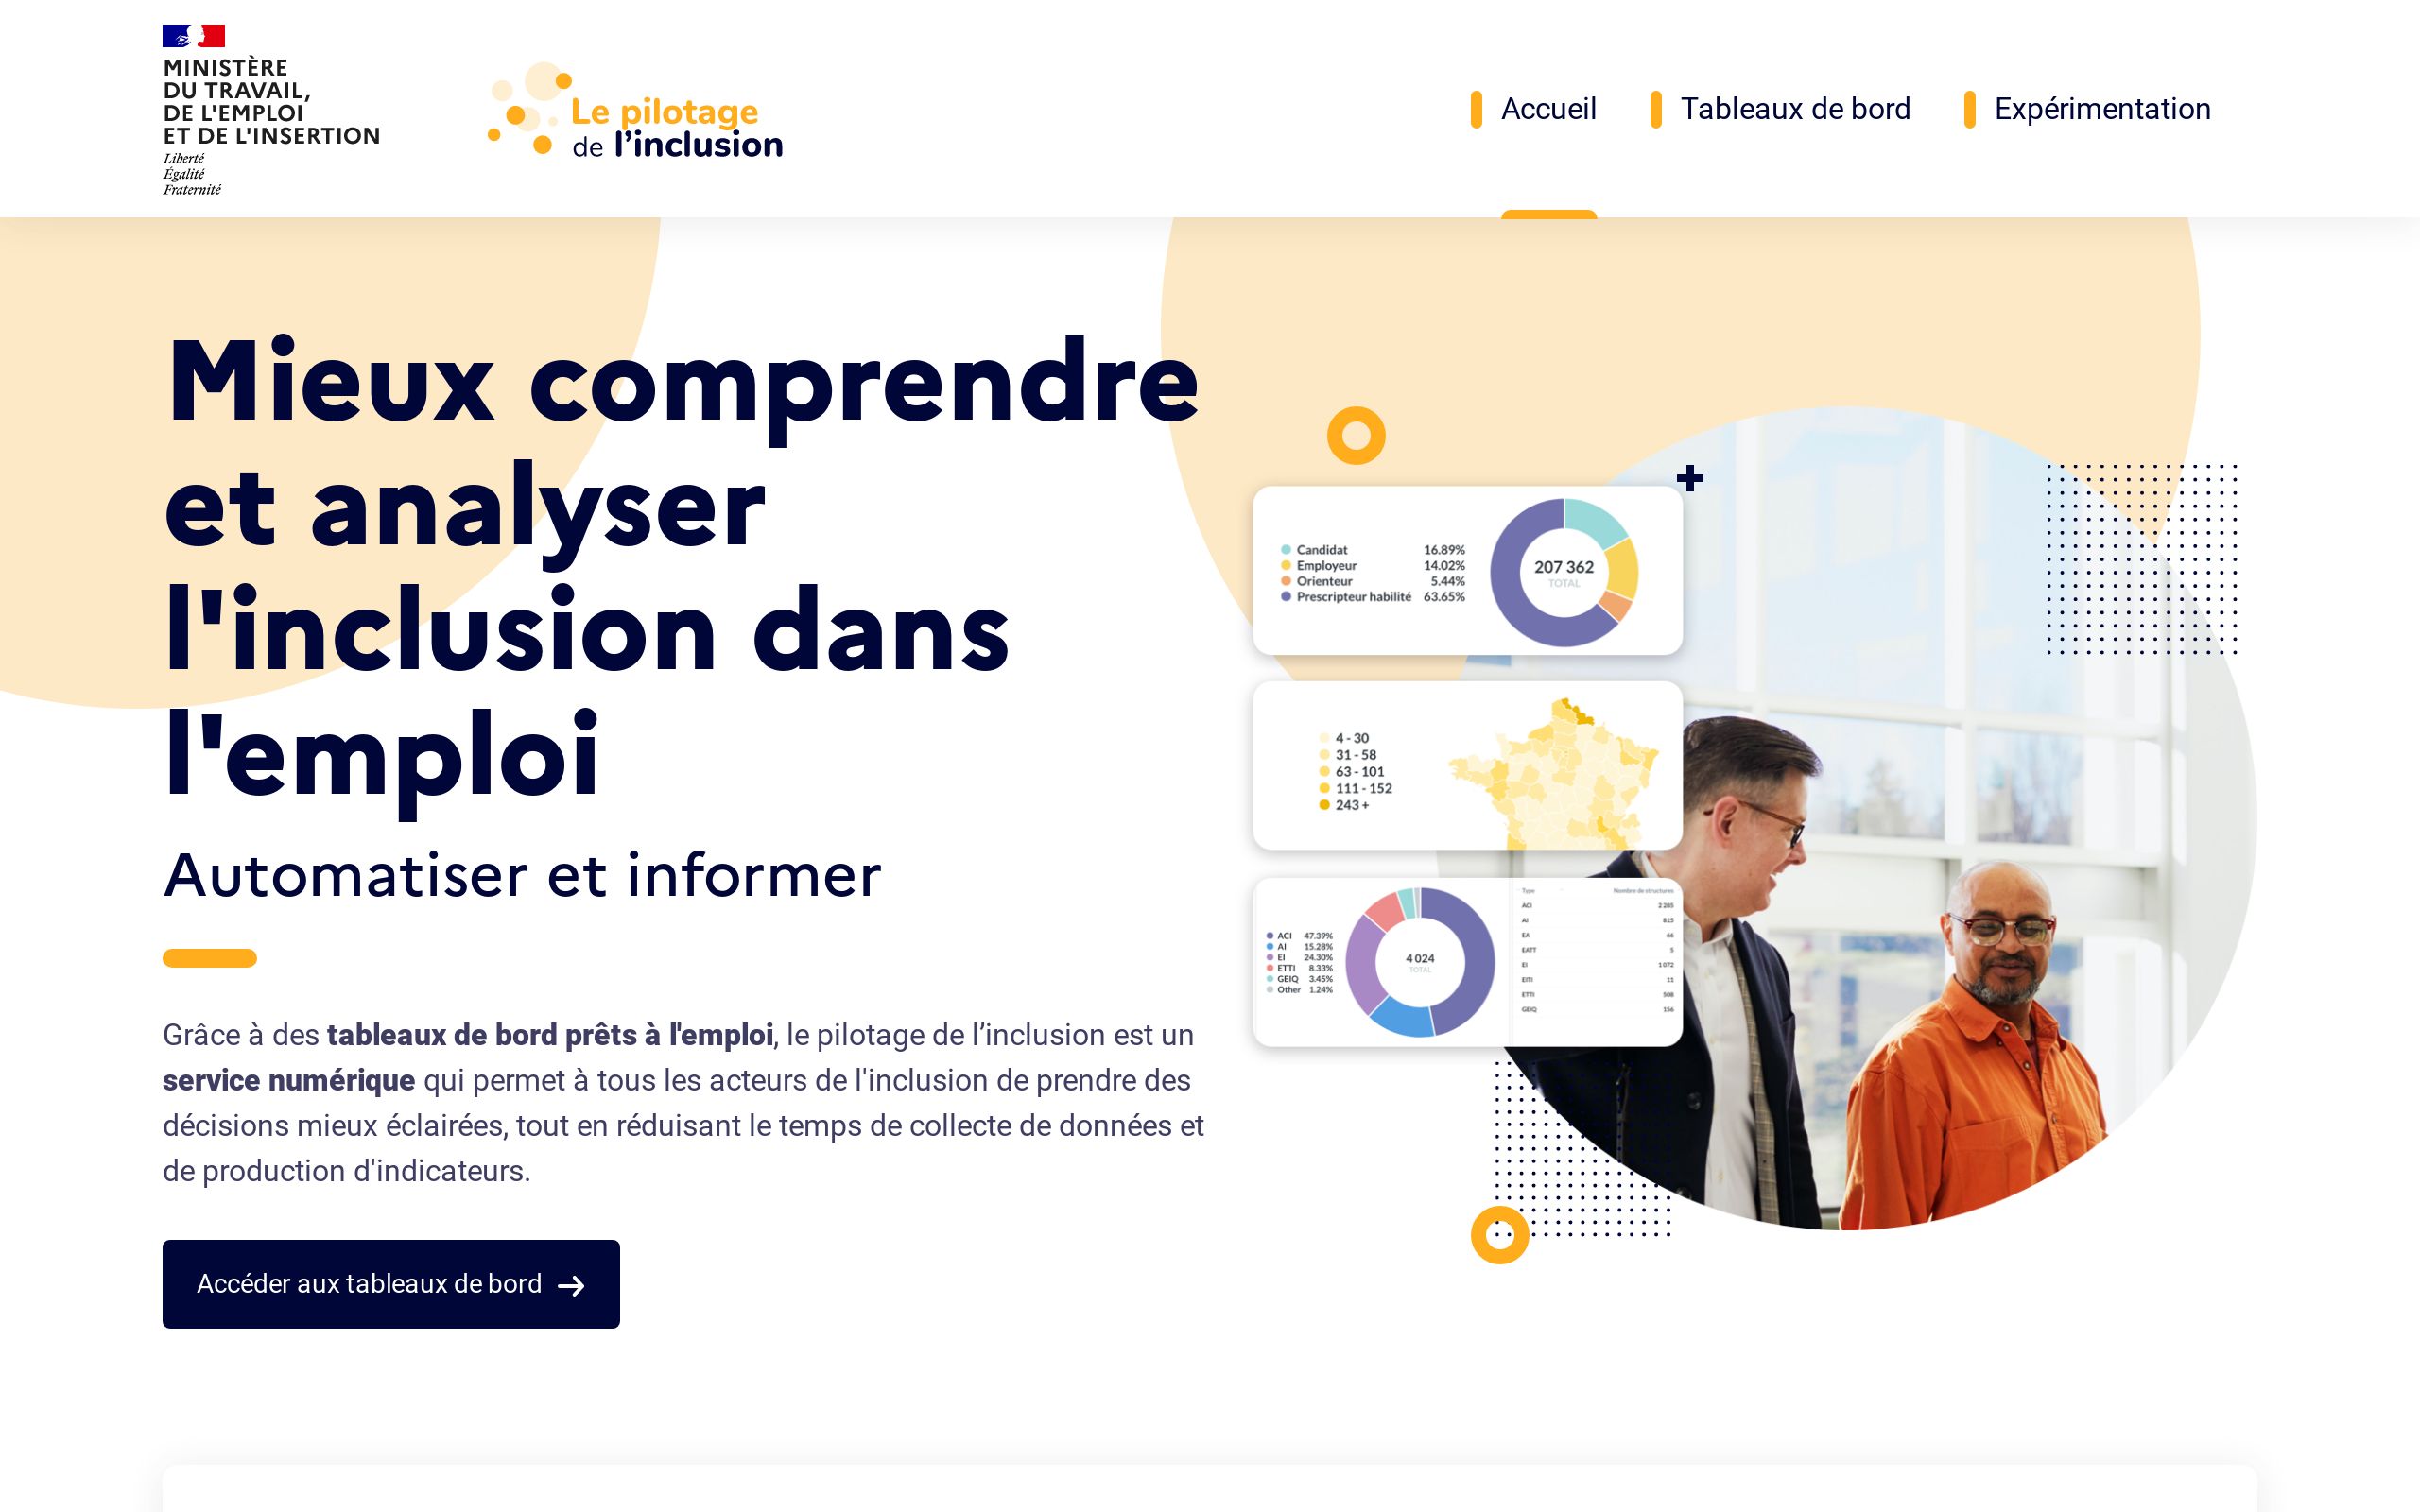 MINISTÈRE
DU TRAVAIL,
DE L'EMPLOI
ET DE L'INSERTION
Liberté
Égalité
Fraternité
Le pilotage
de l’inclusion
Accueil
Tableaux de bord
Expérimentation
Mieux comprendre
et analyser
l'inclusion dans
l'emploi
Automatiser et informer
Grâce à des tableaux de bord prêts à l'emploi, le pilotage de l’inclusion est un
service numérique qui permet à tous les acteurs de l'inclusion de prendre des
décisions mieux éclairées, tout en réduisant le temps de collecte de données et
de production d'indicateurs.
Accéder aux tableaux de bord
Candidat 16.89%
Employeur 14.02%
Orienteur 5.44%
Prescripteur habilité 63.65%
207 362
TOTAL
4 - 30
31 - 58
63 - 101
111 - 152
243 +
ACI 47.39%
AI 15.28%
EI 24.30%
ETTI 8.33%
GEIQ 3.45%
Other 1.24%
4 024
TOTAL
Type Nombre de structures
ACI 2 285
AI 815
EA 66
EATT 5
EI 1 072
EITI 11
ETTI 508
GEIQ 156